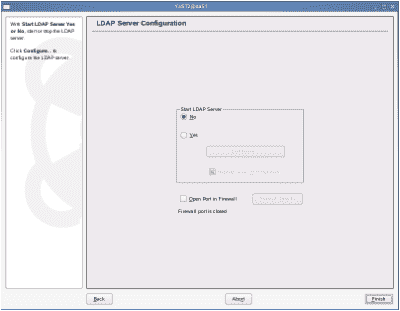 YaST2@ea51
With Start LDAP Server Yes
or No, start or stop the LDAP
server.
Click Configure... to
configure the LDAP server.
LDAP Server Configuration
Start LDAP Server
No
Yes
Open Port in Firewall
Firewall port is closed
Back
Abort
Finish